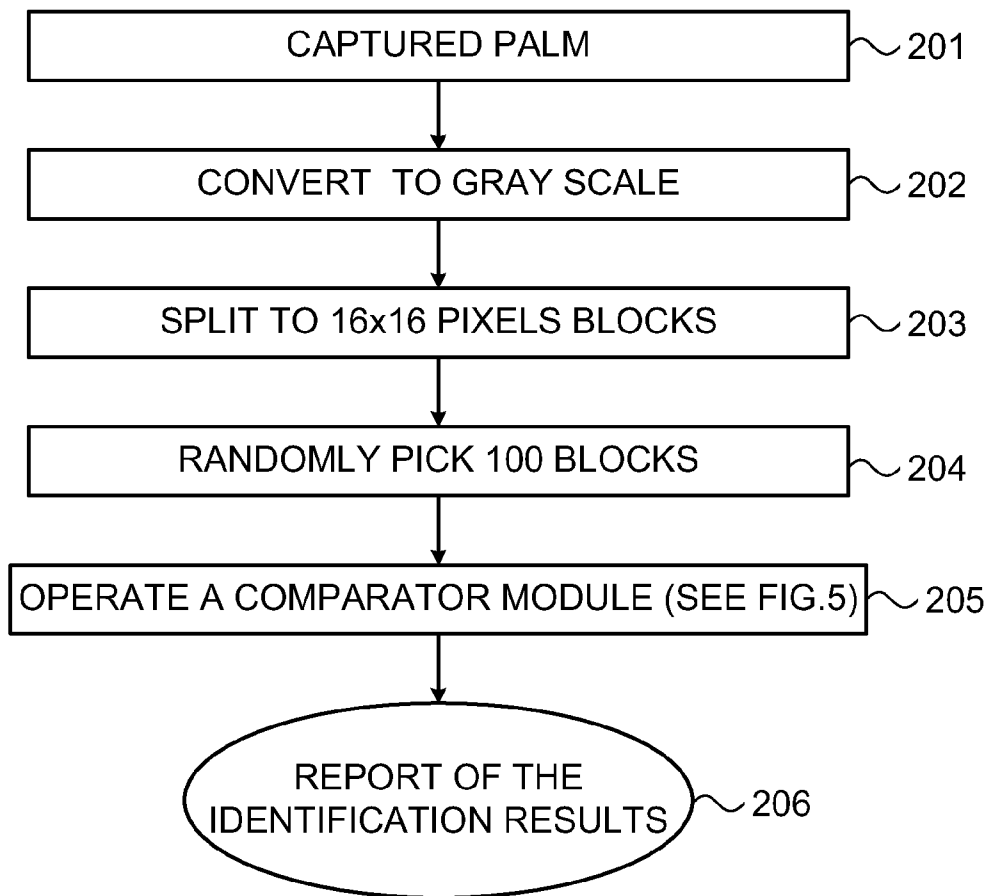 CAPTURED PALM
201
CONVERT TO GRAY SCALE
202
SPLIT TO 16x16 PIXELS BLOCKS
203
RANDOMLY PICK 100 BLOCKS
204
OPERATE A COMPARATOR MODULE (SEE FIG.5)
205
REPORT OF THE
IDENTIFICATION RESULTS
206